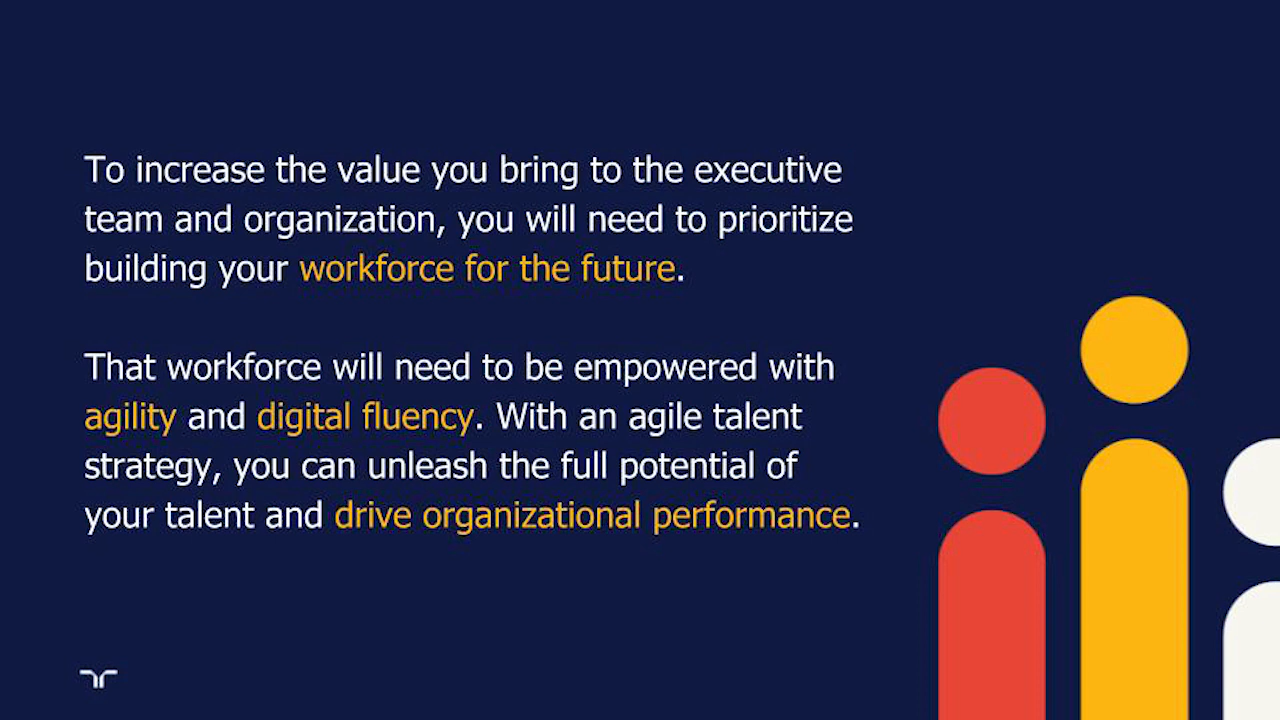 To increase the value you bring to the executive
team and organization, you will need to prioritize
building your workforce for the future.
That workforce will need to be empowered with
agility and digital fluency. With an agile talent
strategy, you can unleash the full potential of
your talent and drive organizational performance.